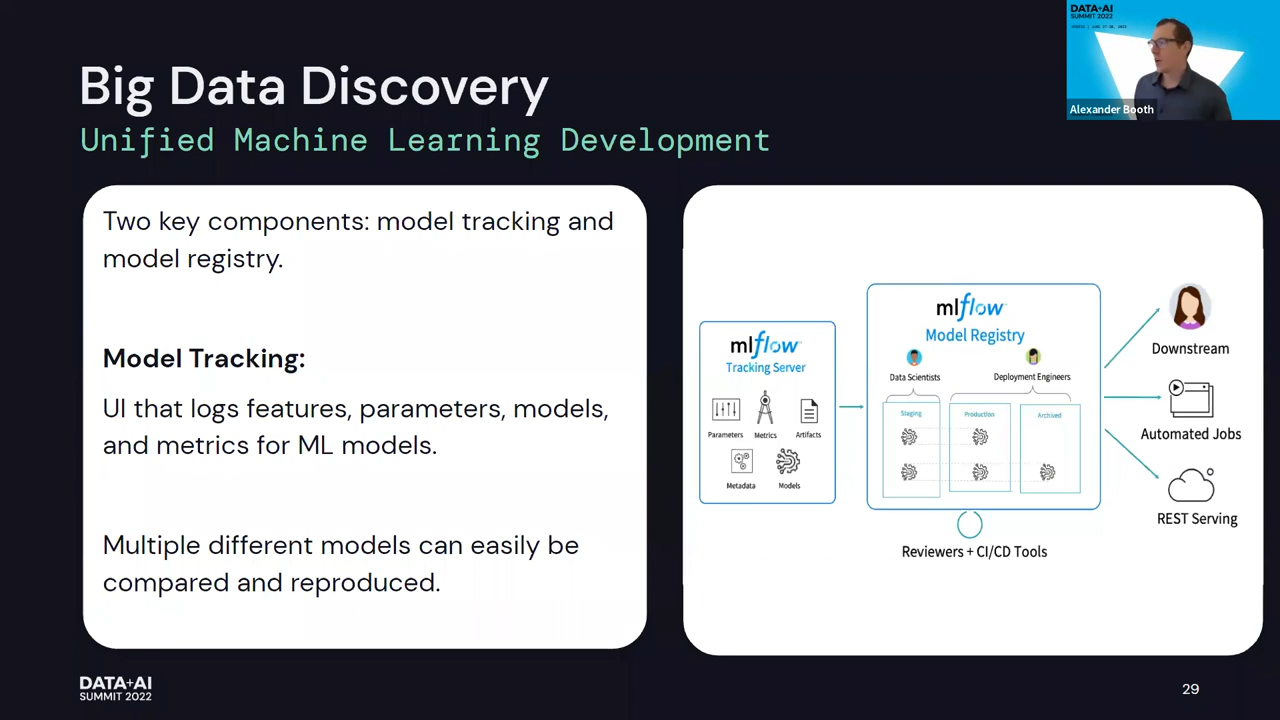 DATA+AI
SUMMIT 2022
Alexander Booth
Big Data Discovery
Unified Machine Learning Development
Two key components: model tracking and
model registry.
Model Tracking:
UI that logs features, parameters, models,
and metrics for ML models.
Multiple different models can easily be
compared and reproduced.
mlflow
Tracking Server
Parameters
Metrics
Artifacts
Metadata
Models
mlflow
Model Registry
Data Scientists
Deployment Engineers
Staging
Production
Archived
Reviewers + CI/CD Tools
Downstream
Automated Jobs
REST Serving
DATA+AI
SUMMIT 2022
29